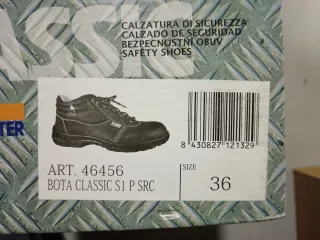 ASSIC
CALZATURA DI SICUREZZA
CALZADO DE SEGURIDAD
BEZPECNOSTNI OBUV
SAFETY SHOES
TER
8 430827 121329
ART. 46456
BOTA CLASSIC S1 P SRC
SIZE
36